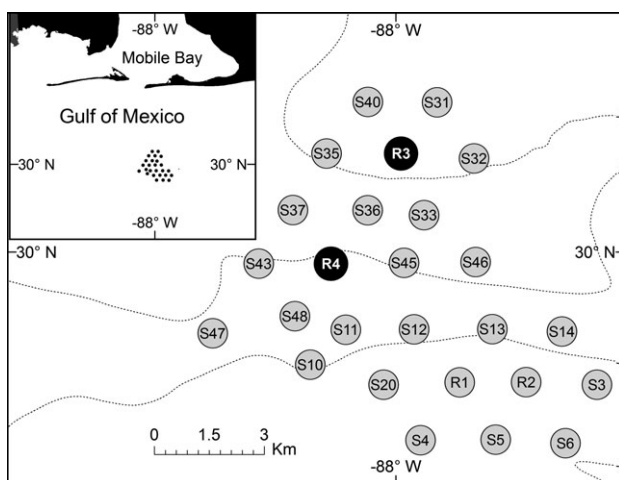 -88° W
-88° W
Mobile Bay
Gulf of Mexico
30° N
30° N
-88° W
S40
S31
S35
R3
S32
S37
S36
S33
30° N
30° N
S43
R4
S45
S46
S48
S47
S11
S12
S13
S14
S10
S20
R1
R2
S3
S4
S5
S6
0 1.5 3
Km
-88° W